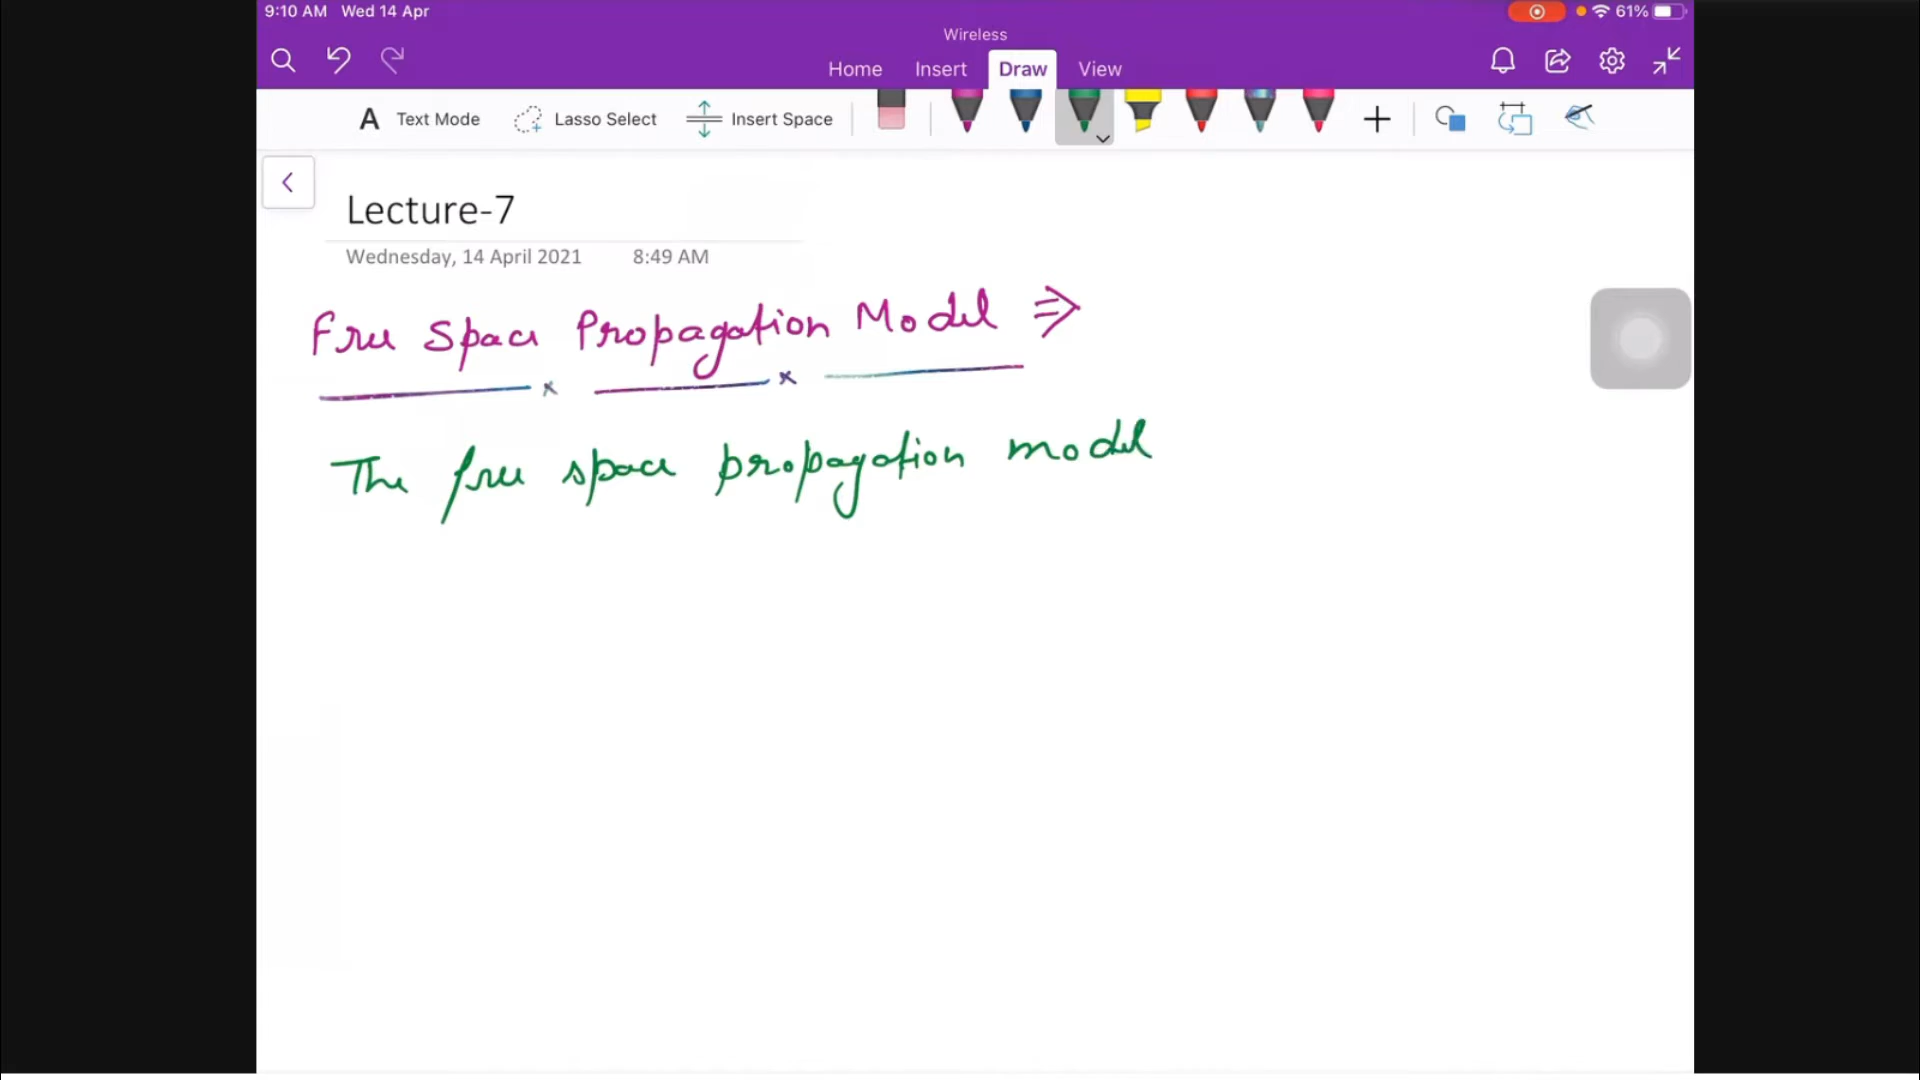 9:10 AM Wed 14 Apr 61%
Wireless
Home Insert Draw View
A Text Mode Lasso Select Insert Space
Lecture-7
Wednesday, 14 April 2021 8:49 AM
Free Space Propagation Model ⇒
The free space propagation model